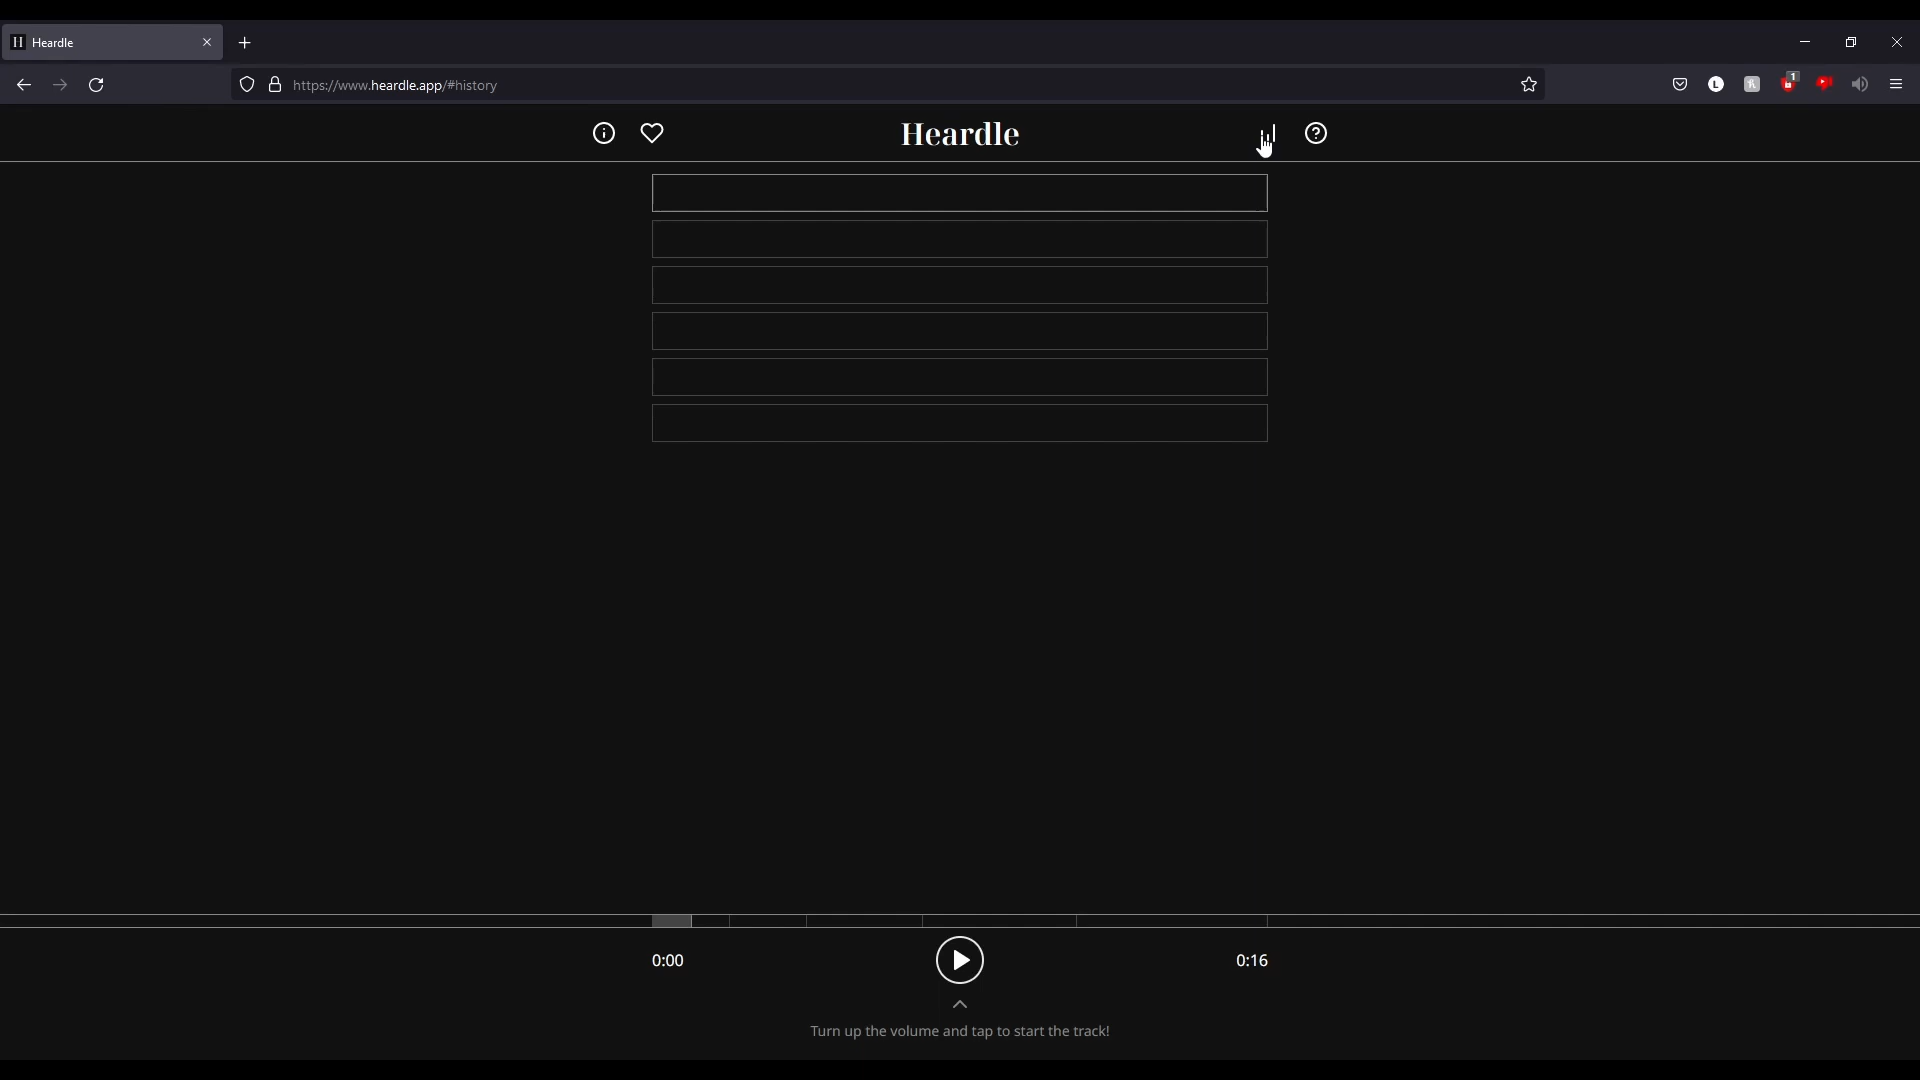 H Heardle
https://www.heardle.app/#history
L
1
Heardle
0:00
0:16
Turn up the volume and tap to start the track!